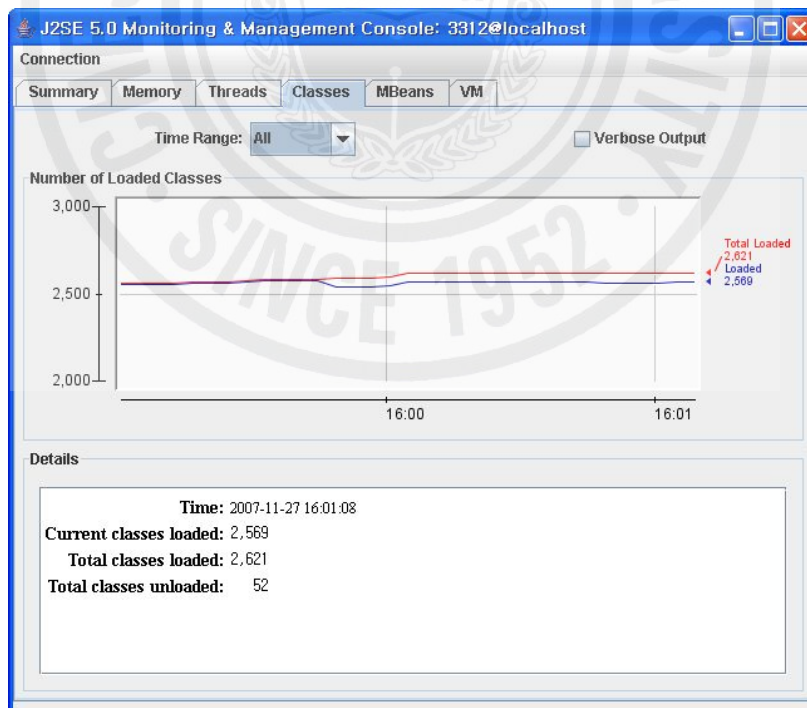 J2SE 5.0 Monitoring & Management Console: 3312@localhost
Connection
Summary Memory Threads Classes MBeans VM
Time Range: All Verbose Output
Number of Loaded Classes
3,000
2,500
2,000
Total Loaded
2,621
Loaded
2,569
16:00 16:01
Details
Time: 2007-11-27 16:01:08
Current classes loaded: 2,569
Total classes loaded: 2,621
Total classes unloaded: 52
SINCE 1952